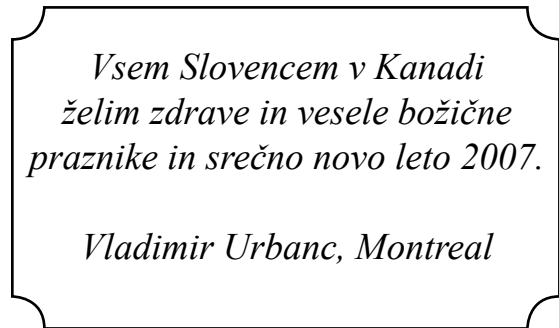 Vsem Slovencem v Kanadi
želim zdrave in vesele božične
praznike in srečno novo leto 2007.
Vladimir Urbanc, Montreal